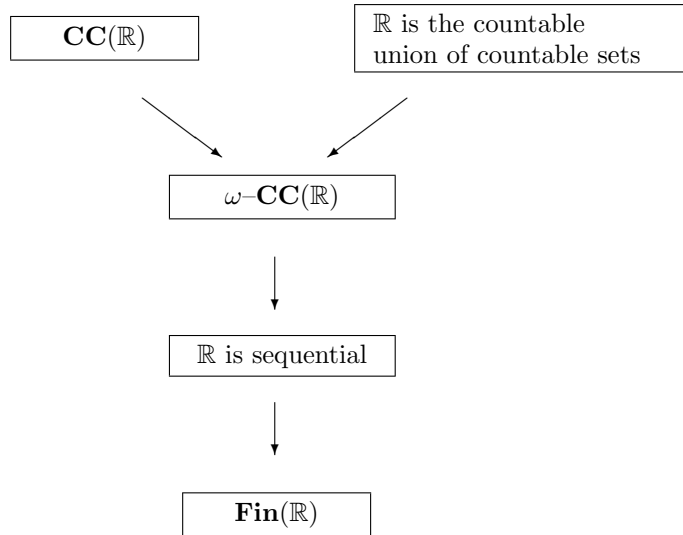 CC(ℝ)
ℝ is the countable
union of countable sets
ω–CC(ℝ)
ℝ is sequential
Fin(ℝ)